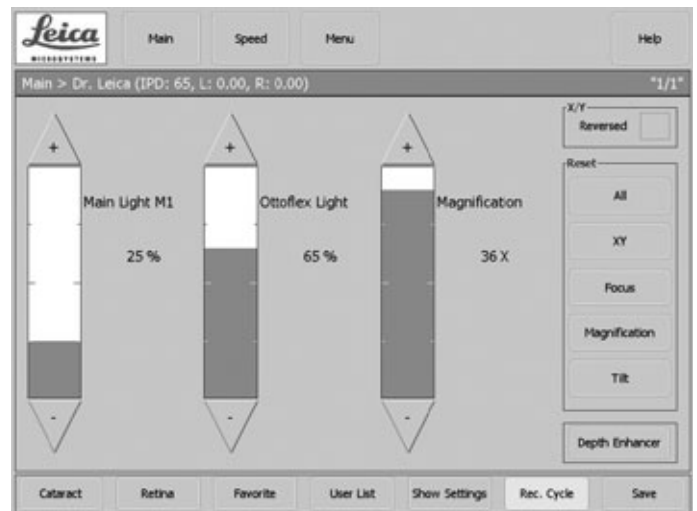 Leica
MICROSYSTEMS
Main
Speed
Menu
Help
Main > Dr. Leica (IPD: 65, L: 0.00, R: 0.00)
"1/1"
+
+
+
Main Light M1
25 %
Ottoflex Light
65 %
Magnification
36 X
-
-
-
X/Y
Reversed
Reset
All
XY
Focus
Magnification
Tilt
Depth Enhancer
Cataract
Retina
Favorite
User List
Show Settings
Rec. Cycle
Save